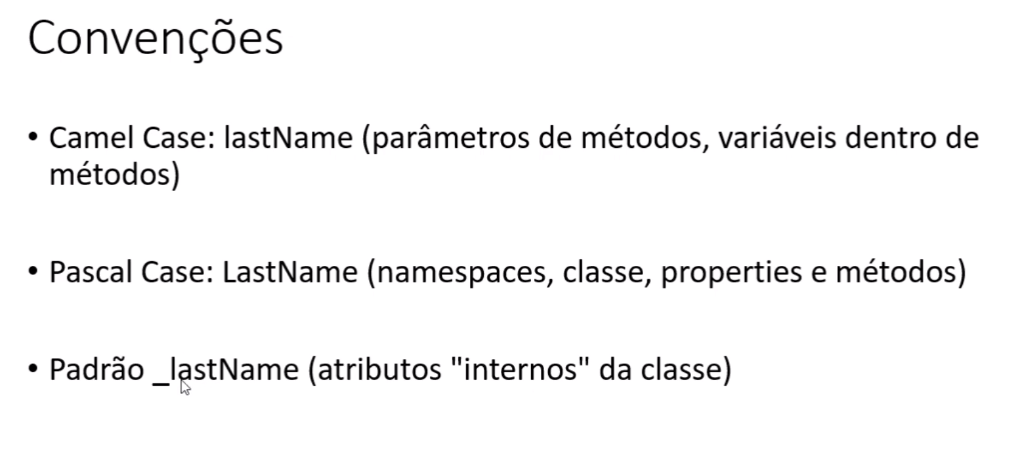 Convenções
• Camel Case: lastName (parâmetros de métodos, variáveis dentro de
métodos)
• Pascal Case: LastName (namespaces, classe, properties e métodos)
• Padrão _lastName (atributos "internos" da classe)